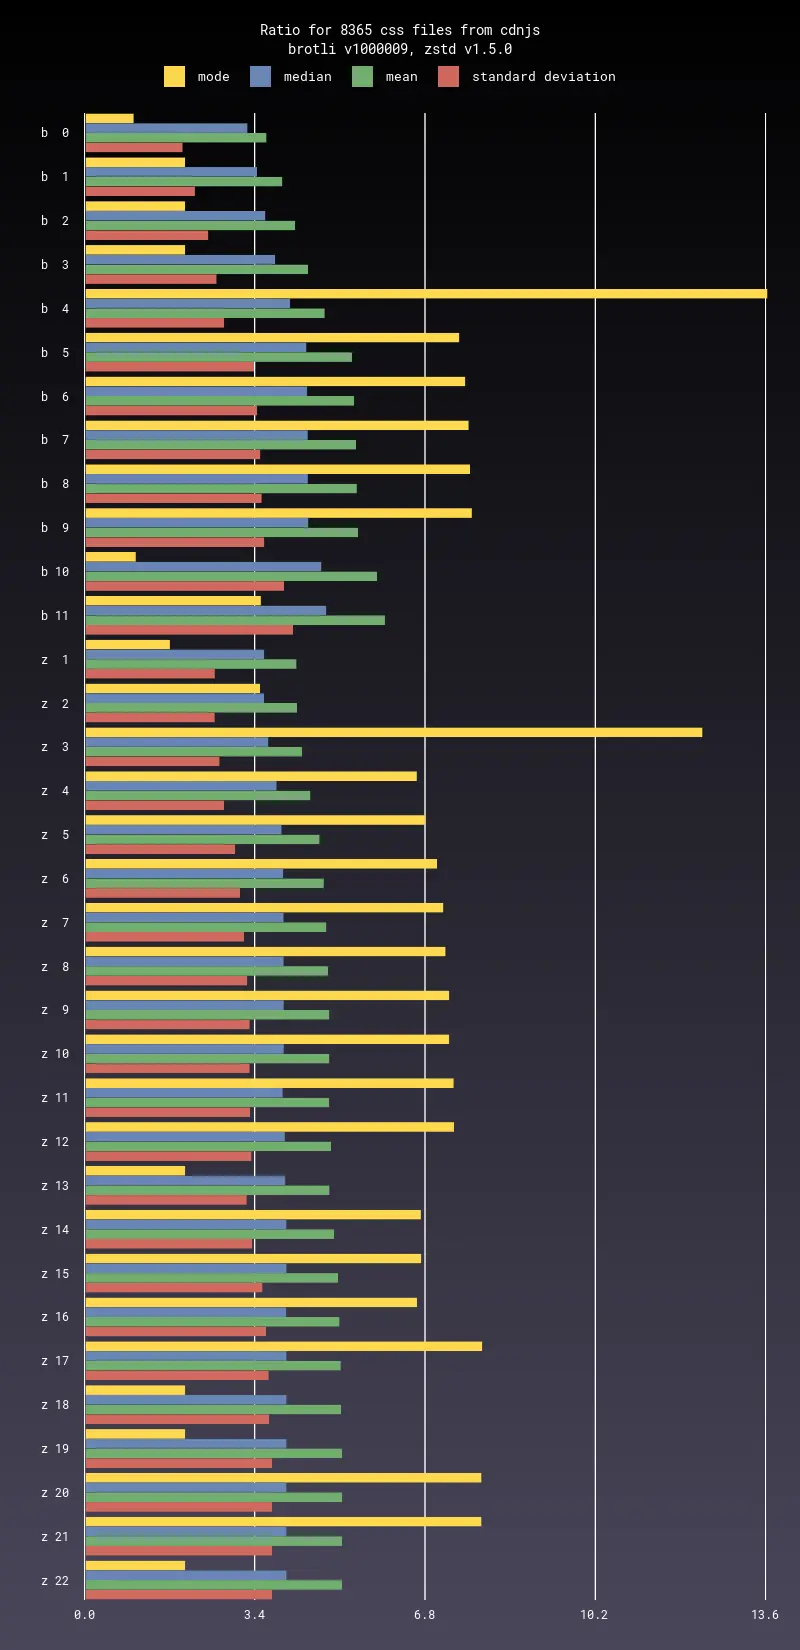 Ratio for 8365 css files from cdnjs
brotli v1000009, zstd v1.5.0
mode median mean standard deviation
b 0
b 1
b 2
b 3
b 4
b 5
b 6
b 7
b 8
b 9
b 10
b 11
z 1
z 2
z 3
z 4
z 5
z 6
z 7
z 8
z 9
z 10
z 11
z 12
z 13
z 14
z 15
z 16
z 17
z 18
z 19
z 20
z 21
z 22
0.0 3.4 6.8 10.2 13.6